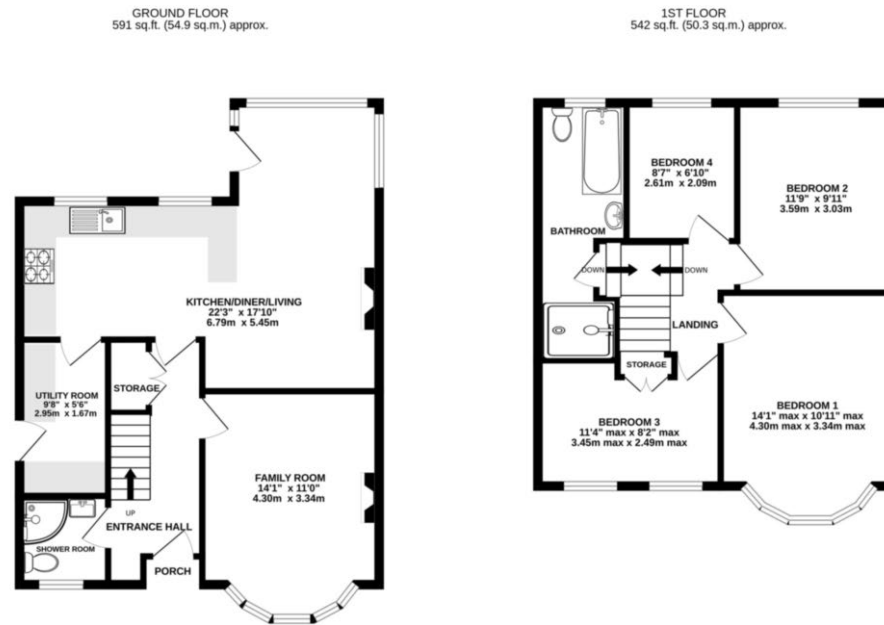 GROUND FLOOR
591 sq.ft. (54.9 sq.m.) approx.
KITCHEN/DINER/LIVING
22'3" x 17'10"
6.79m x 5.45m
STORAGE
UTILITY ROOM
9'8" x 5'6"
2.95m x 1.67m
FAMILY ROOM
14'1" x 11'0"
4.30m x 3.34m
UP
ENTRANCE HALL
SHOWER ROOM
PORCH
1ST FLOOR
542 sq.ft. (50.3 sq.m.) approx.
BEDROOM 4
8'7" x 6'10"
2.61m x 2.09m
BEDROOM 2
11'9" x 9'11"
3.59m x 3.03m
BATHROOM
DOWN
DOWN
LANDING
STORAGE
BEDROOM 1
14'1" max x 10'11" max
4.30m max x 3.34m max
BEDROOM 3
11'4" max x 8'2" max
3.45m max x 2.49m max